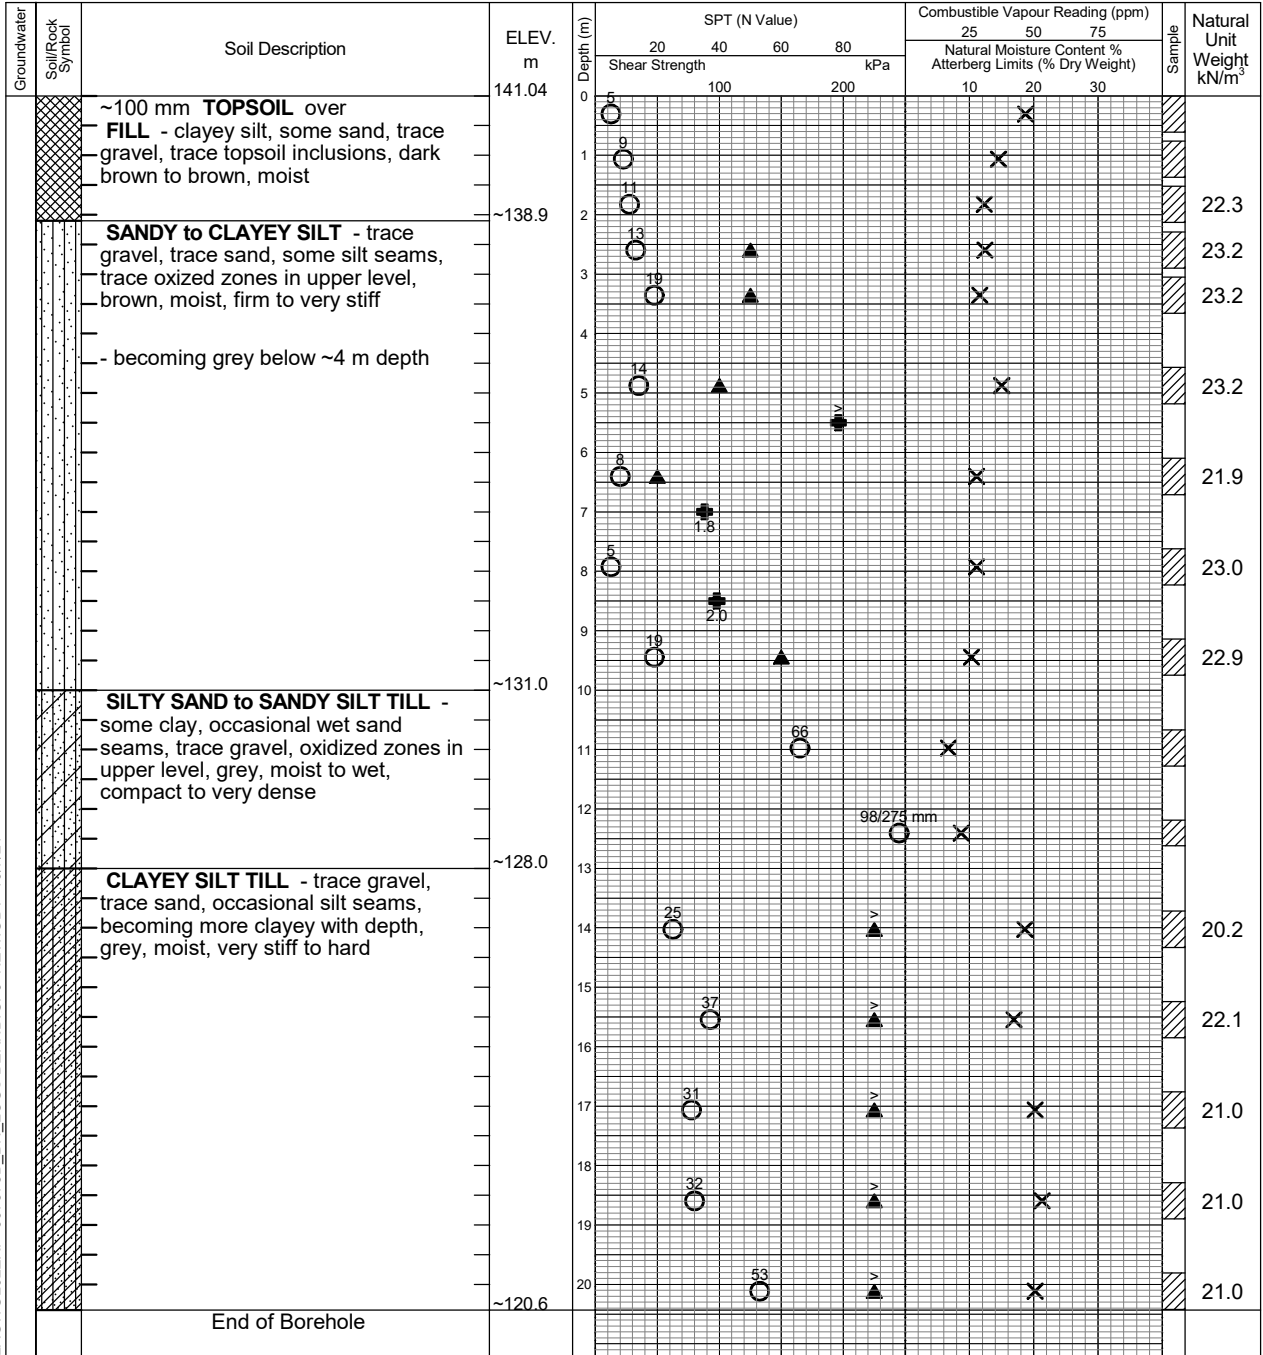 Groundwater
Soil/Rock
Symbol
Soil Description
ELEV.
m
141.04
Depth (m)
SPT (N Value)
20 40 60 80
Shear Strength kPa
100 200
Combustible Vapour Reading (ppm)
25 50 75
Natural Moisture Content %
Atterberg Limits (% Dry Weight)
10 20 30
Sample
Natural
Unit
Weight
kN/m³
~100 mm TOPSOIL over
FILL - clayey silt, some sand, trace
gravel, trace topsoil inclusions, dark
brown to brown, moist
~138.9
SANDY to CLAYEY SILT - trace
gravel, trace sand, some silt seams,
trace oxized zones in upper level,
brown, moist, firm to very stiff
- becoming grey below ~4 m depth
~131.0
SILTY SAND to SANDY SILT TILL -
some clay, occasional wet sand
seams, trace gravel, oxidized zones in
upper level, grey, moist to wet,
compact to very dense
~128.0
CLAYEY SILT TILL - trace gravel,
trace sand, occasional silt seams,
becoming more clayey with depth,
grey, moist, very stiff to hard
~120.6
End of Borehole
0
1
2
3
4
5
6
7
8
9
10
11
12
13
14
15
16
17
18
19
20
5
9
11
13
19
14
>
8
1.8
5
2.0
19
66
98/275 mm
25
>
37
>
31
>
32
>
53
>
22.3
23.2
23.2
23.2
21.9
23.0
22.9
20.2
22.1
21.0
21.0
21.0